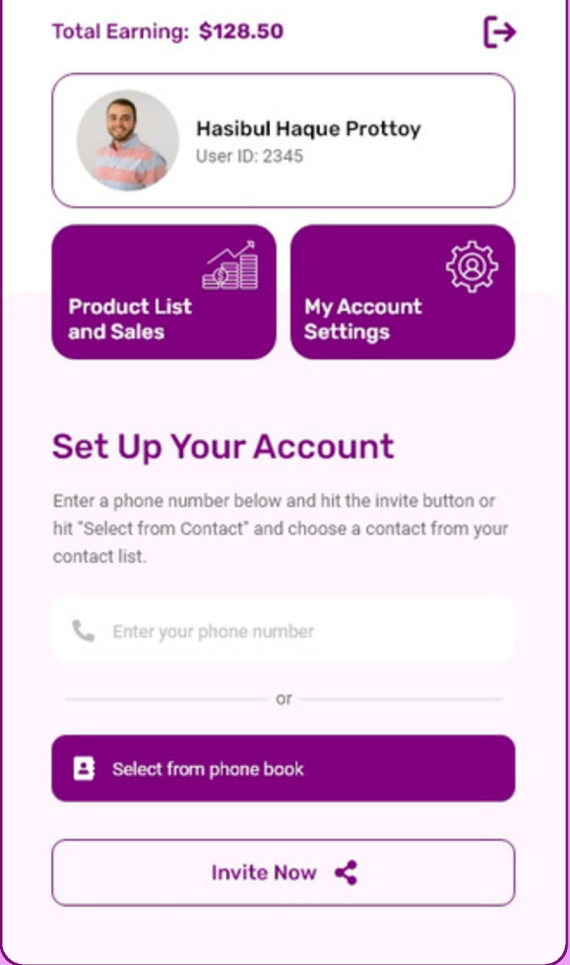 Total Earning: $128.50
Hasibul Haque Prottoy
User ID: 2345
Product List
and Sales
My Account
Settings
Set Up Your Account
Enter a phone number below and hit the invite button or
hit "Select from Contact" and choose a contact from your
contact list.
Enter your phone number
or
Select from phone book
Invite Now